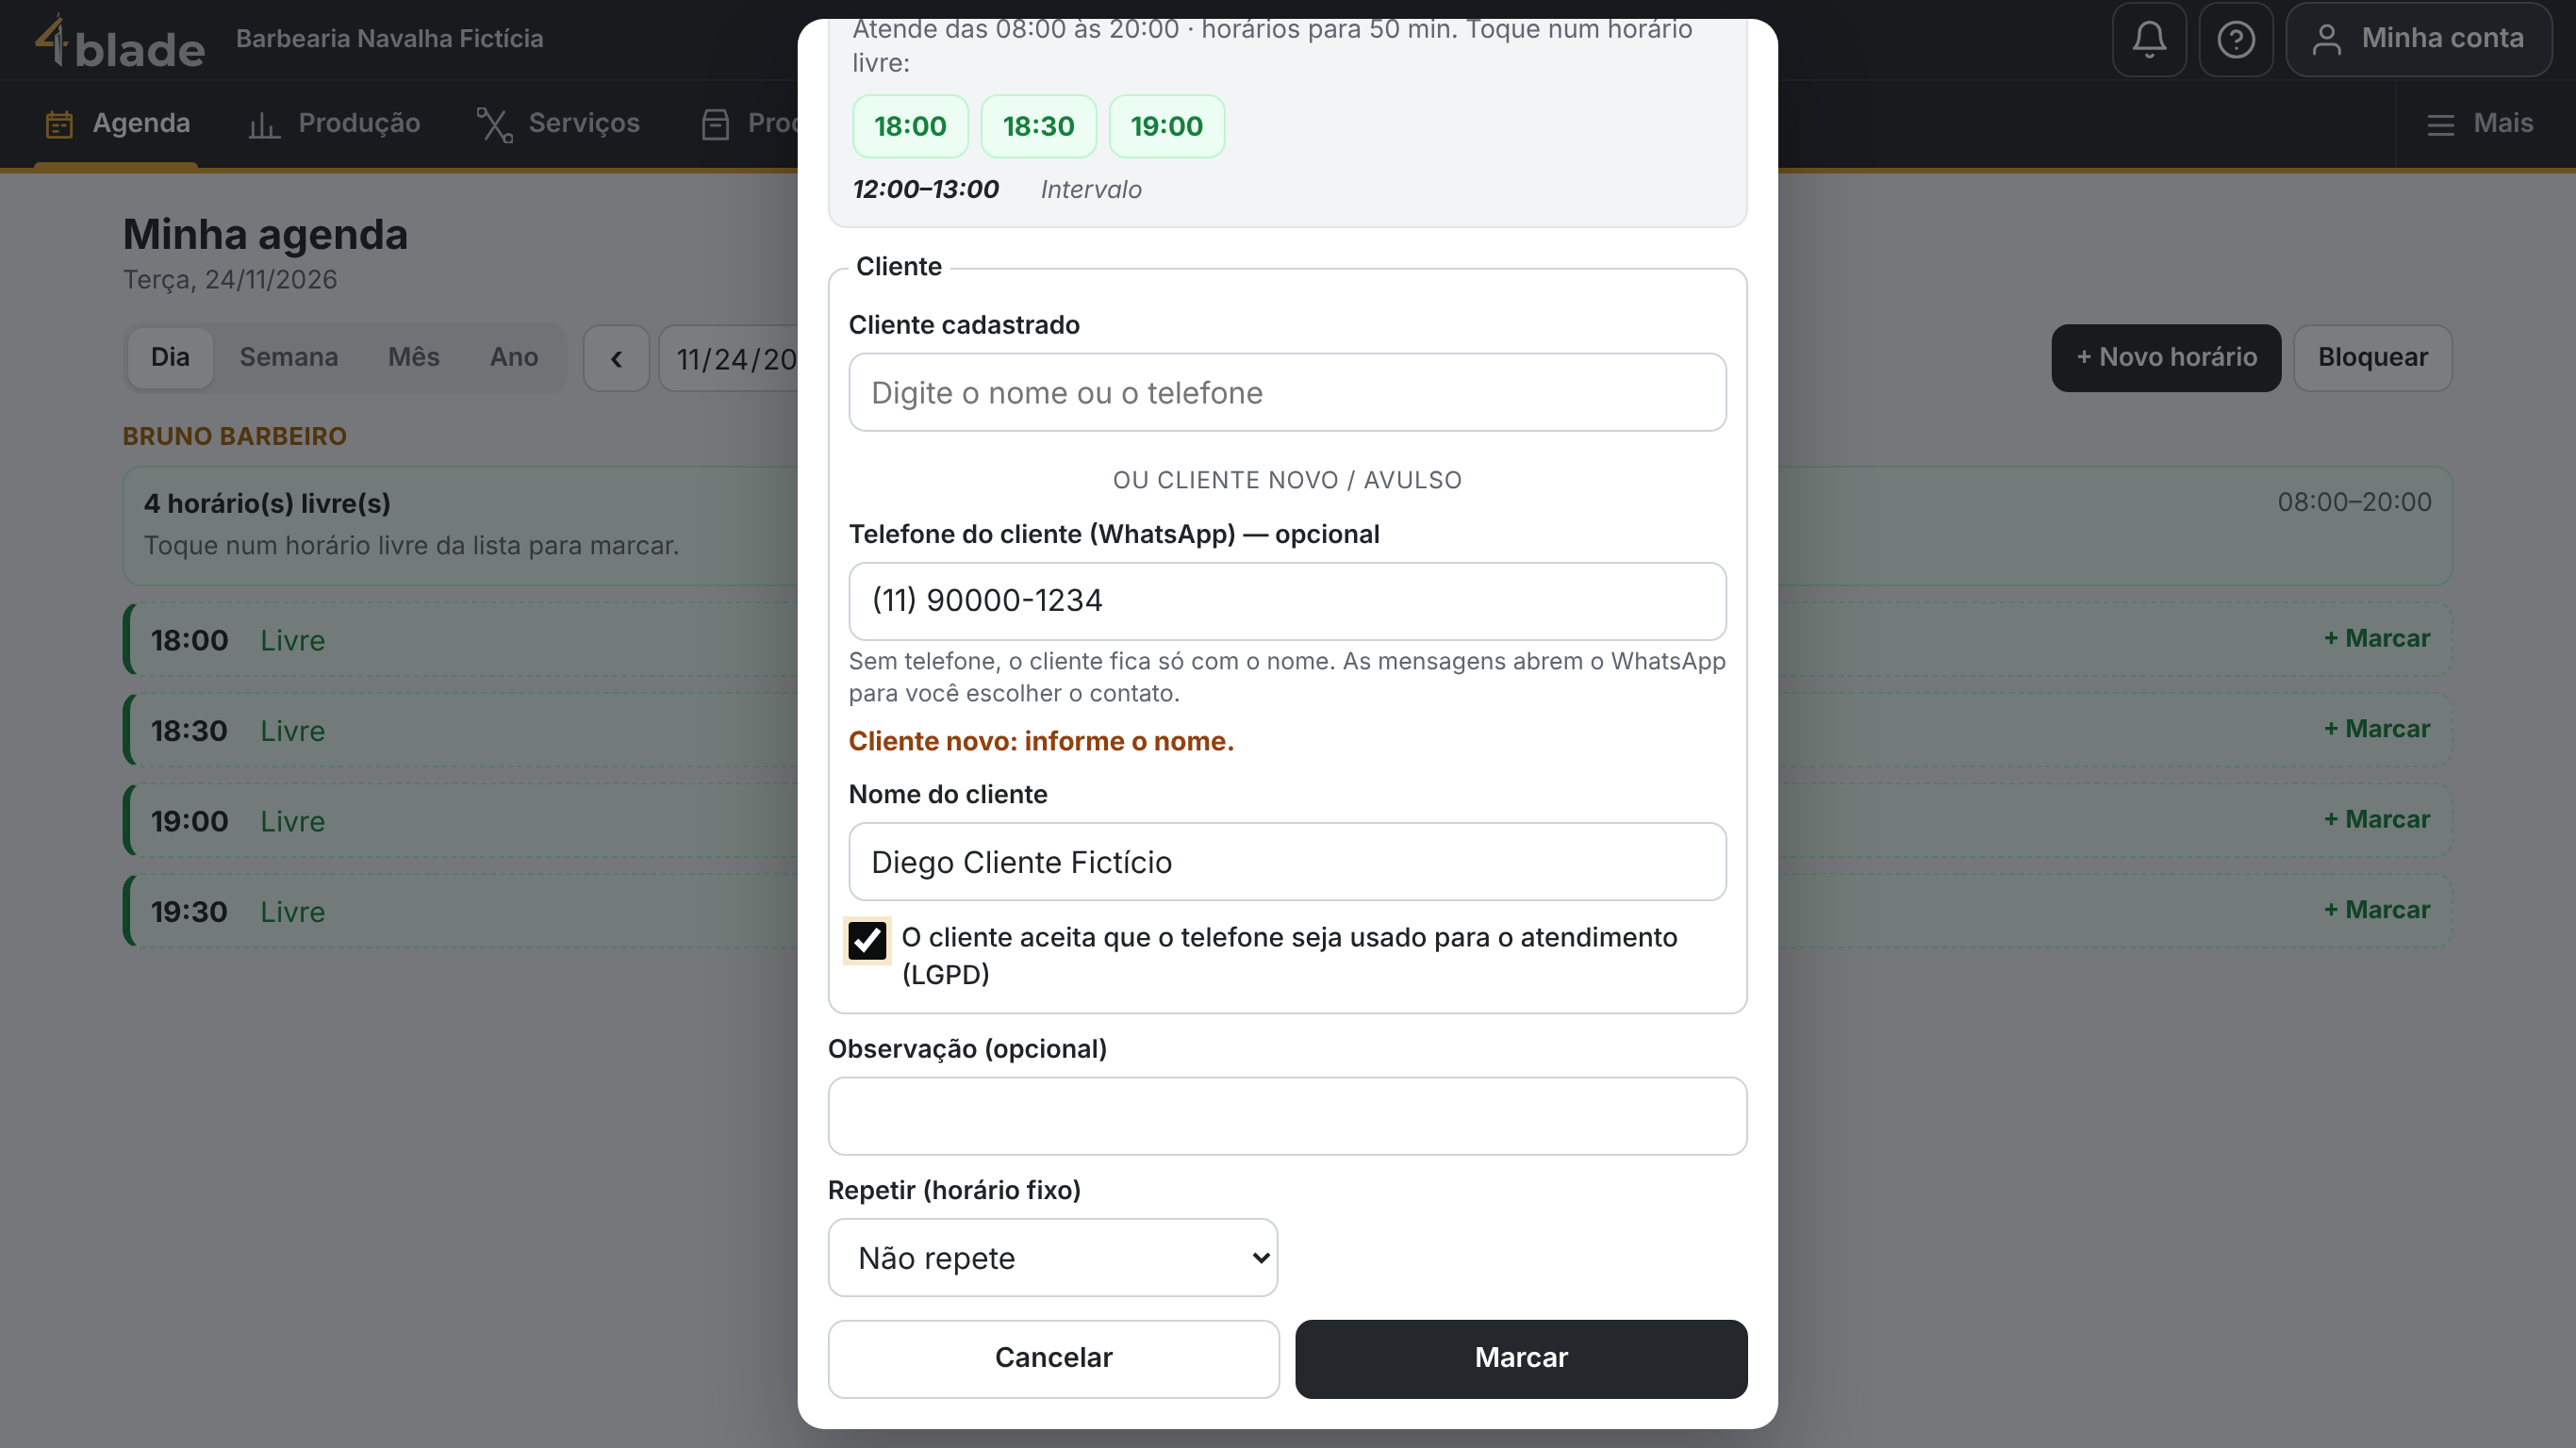 4blade
Barbearia Navalha Fictícia
Minha conta
Agenda
Produção
Serviços
Proc
Mais
Minha agenda
Terça, 24/11/2026
Dia
Semana
Mês
Ano
‹
11/24/20
+ Novo horário
Bloquear
BRUNO BARBEIRO
4 horário(s) livre(s)
08:00–20:00
Toque num horário livre da lista para marcar.
18:00 Livre
+ Marcar
18:30 Livre
+ Marcar
19:00 Livre
+ Marcar
19:30 Livre
+ Marcar
Atende das 08:00 às 20:00 · horários para 50 min. Toque num horário
livre:
18:00
18:30
19:00
12:00–13:00 Intervalo
Cliente
Cliente cadastrado
Digite o nome ou o telefone
OU CLIENTE NOVO / AVULSO
Telefone do cliente (WhatsApp) — opcional
(11) 90000-1234
Sem telefone, o cliente fica só com o nome. As mensagens abrem o WhatsApp
para você escolher o contato.
Cliente novo: informe o nome.
Nome do cliente
Diego Cliente Fictício
O cliente aceita que o telefone seja usado para o atendimento
(LGPD)
Observação (opcional)
Repetir (horário fixo)
Não repete
Cancelar
Marcar